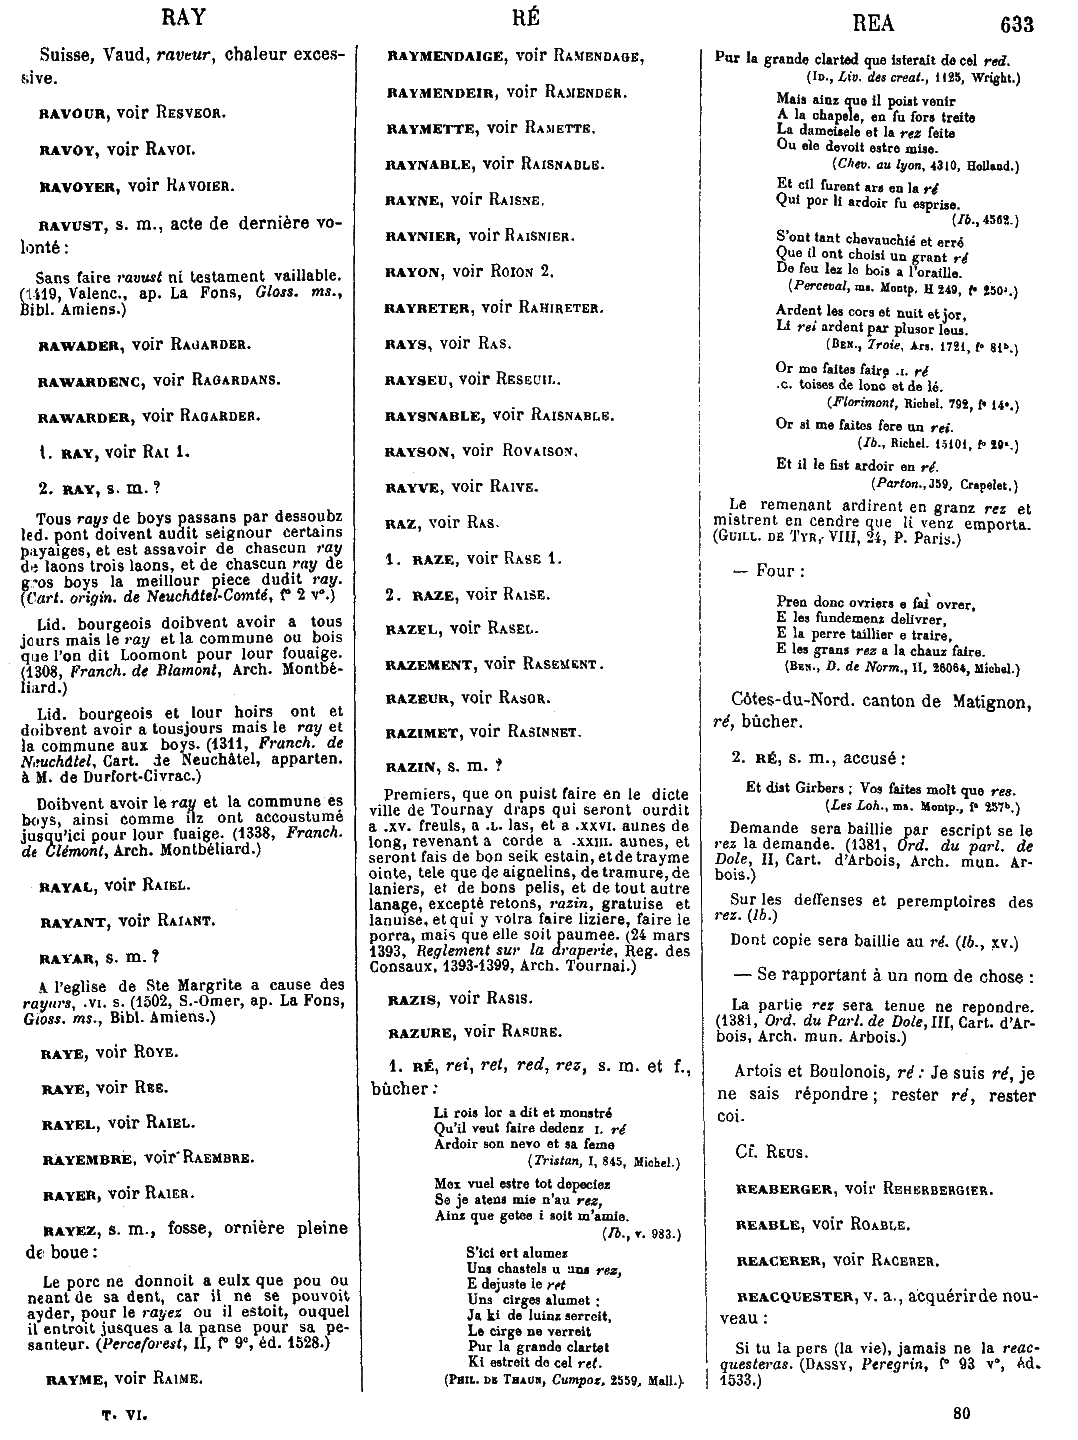 RAY
RÉ
REA
633
Suisse, Vaud, raveur, chaleur exces-
sive.
RAVOUR, voir RESVEOR.
RAVOY, voir RAVOI.
RAVOYER, voir RAVOIER.
RAVUST, s. m., acte de dernière vo-
lonté :
Sans faire ravust ni testament vaillable.
(1419, Valenc., ap. La Fons, Gloss. ms.,
Bibl. Amiens.)
RAWADER, voir RAGARDER.
RAWARDENC, voir RAGARDANS.
RAWARDER, voir RAGARDER.
1. RAY, voir RAI 1.
2. RAY, s. m. ?
Tous rays de boys passans par dessoubz
led. pont doivent audit seignour certains
payaiges, et est assavoir de chascun ray
de laons trois laons, et de chascun ray de
gros boys la meillour piece dudit ray.
(Cart. origin. de Neuchâtel-Comté, f° 2 v°.)
Lid. bourgeois doibvent avoir a tous
jours mais le ray et la commune ou bois
que l'on dit Loomont pour lour fouaige.
(1308, Franch. de Blamont, Arch. Montbé-
liard.)
Lid. bourgeois et lour hoirs ont et
doibvent avoir a tousjours mais le ray et
la commune aux boys. (1311, Franch. de
Neuchâtel, Cart. de Neuchâtel, apparten.
à M. de Durfort-Civrac.)
Doibvent avoir le ray et la commune es
boys, ainsi comme ilz ont accoustumé
jusqu'ici pour lour fuaige. (1338, Franch.
de Clémont, Arch. Montbéliard.)
RAYAL, voir RAIEL.
RAYANT, voir RAIANT.
RAYAR, s. m. ?
A l'eglise de Ste Margrite a cause des
rayars, .VI. s. (1502, S.-Omer, ap. La Fons,
Gloss. ms., Bibl. Amiens.)
RAYE, voir ROYE.
RAYE, voir REE.
RAYEL, voir RAIEL.
RAYEMBRE, voir RAEMBRE.
RAYER, voir RAIER.
RAYEZ, s. m., fosse, ornière pleine
de boue :
Le porc ne donnoit a eulx que pou ou
neant de sa dent, car il ne se pouvoit
ayder, pour le rayez ou il estoit, ouquel
il entroit jusques a la panse pour sa pe-
santeur. (Perceforest, II, f° 9c, éd. 1528.)
RAYME, voir RAIME.
T. VI.
RAYMENDAIGE, voir RAMENDAGE,
RAYMENDEIR, voir RAMENDER.
RAYMETTE, voir RAMETTE.
RAYNABLE, voir RAISNABLE.
RAYNE, voir RAISNE.
RAYNIER, voir RAISNIER.
RAYON, voir ROION 2.
RAYRETER, voir RAHIRETER.
RAYS, voir RAS.
RAYSEU, voir RESEUIL.
RAYSNABLE, voir RAISNABLE.
RAYSON, voir ROVAISON.
RAYVE, voir RAIVE.
RAZ, voir RAS.
1. RAZE, voir RASE 1.
2. RAZE, voir RAISE.
RAZEL, voir RASEL.
RAZEMENT, voir RASEMENT.
RAZEUR, voir RASOR.
RAZIMET, voir RASINNET.
RAZIN, s. m. ?
Premiers, que on puist faire en le dicte
ville de Tournay draps qui seront ourdit
a .XV. freuls, a .L. las, et a .XXVI. aunes de
long, revenant a corde a .XXIII. aunes, et
seront fais de bon seik estain, et de trayme
ointe, tele que de aignelins, de tramure, de
laniers, et de bons pelis, et de tout autre
lanage, excepté retons, razin, gratuise et
lanuise, et qui y volra faire liziere, faire le
porra, mais que elle soit paumee. (24 mars
1393, Reglement sur la draperie, Reg. des
Consaux, 1393-1399, Arch. Tournai.)
RAZIS, voir RASIS.
RAZURE, voir RASURE.
1. RÉ, rei, ret, red, rez, s. m. et f.,
bûcher :
Li rois lor a dit et monstré
Qu'il veut faire dedenz I. ré
Ardoir son nevo et sa feme
(Tristan, I, 845, Michel.)
Mex vuel estre tot depeciez
Se je atens mie n'au rez,
Ainz que getee i soit m'amie.
(Ib., v. 983.)
S'ici ert alumez
Uns chastels u uns rez,
E dejuste le ret
Uns cirges alumet ;
Ja ki de luinz serreit,
Le cirge ne verreit
Pur la grande clartet
Ki estreit de cel ret.
(PHIL. DE THAUN, Cumpoz, 2559, Mall.)
Pur la grande clarted que isterait de cel red.
(ID., Liv. des creat., 1125, Wright.)
Mais ainz que il poist venir
A la chapele, en fu fors treite
La dameisele et la rez feite
Ou ele devoit estre mise.
(Chev. au lyon, 4310, Holland.)
Et cil furent ars en la ré
Qui por li ardoir fu esprise.
(Ib., 4562.)
S'ont tant chevauchié et erré
Que il ont choisi un grant ré
De feu lez le bois a l'oraille.
(Perceval, ms. Montp. H 249, f° 250a.)
Ardent les cors et nuit et jor,
Li rei ardent par plusor leus.
(BEN., Troie, Ars. 1721, f° 81b.)
Or me faites faire .I. ré
.C. toises de lonc et de lé.
(Florimont, Richel. 792, f° 14c.)
Or si me faites fere un rei.
(Ib., Richel. 15101, f° 29a.)
Et il le fist ardoir en ré.
(Parton., 359, Crapelet.)
Le remenant ardirent en granz rez et
mistrent en cendre que li venz emporta.
(GUILL. DE TYR, VIII, 24, P. Paris.)
— Four :
Pren donc ovriers e fai ovrer,
E les fundemenz delivrer,
E la perre taillier e traire,
E les grans rez a la chauz faire.
(BEN., D. de Norm., II, 26064, Michel.)
Côtes-du-Nord. canton de Matignon,
ré, bûcher.
2. RÉ, s. m., accusé :
Et dist Girbers ; Vos faites molt que res.
(Les Loh., ms. Montp., f° 257b.)
Demande sera baillie par escript se le
rez la demande. (1381, Ord. du parl. de
Dole, II, Cart. d'Arbois, Arch. mun. Ar-
bois.)
Sur les deffenses et peremptoires des
rez. (Ib.)
Dont copie sera baillie au ré. (Ib., XV.)
— Se rapportant à un nom de chose :
La partie rez sera tenue ne repondre.
(1381, Ord. du Parl. de Dole, III, Cart. d'Ar-
bois, Arch. mun. Arbois.)
Artois et Boulonois, ré : Je suis ré, je
ne sais répondre ; rester ré, rester
coi.
Cf. REUS.
REABERGER, voir REHERBERGIER.
REABLE, voir ROABLE.
REACERER, voir RACERER.
REACQUESTER, v. a., acquérir de nou-
veau :
Si tu la pers (la vie), jamais ne la reac-
questeras. (DASSY, Peregrin, f° 93 v°, éd.
1533.)
80